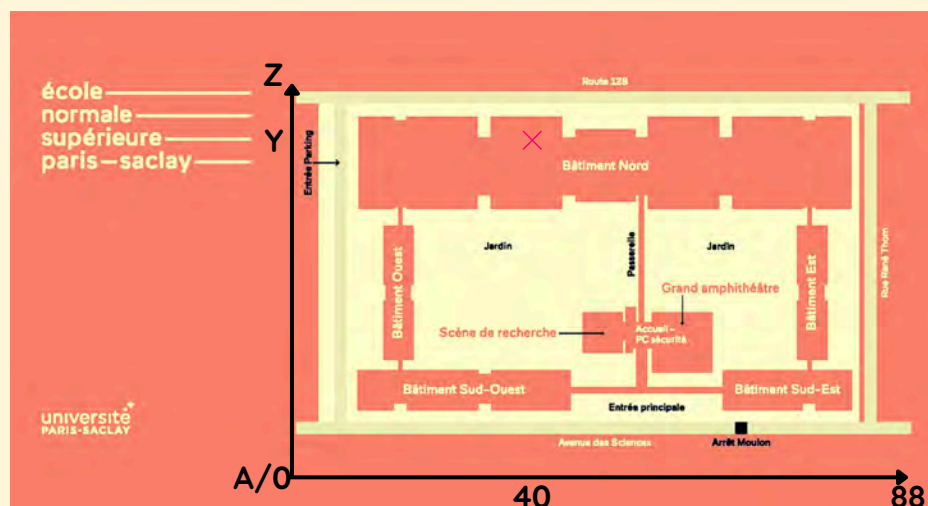 Z
Route 128
école
normale
supérieure
paris—saclay
Y
Entrée Parking
Bâtiment Nord
Jardin
Passerelle
Jardin
Rue René Thom
Bâtiment Ouest
Bâtiment Est
Grand amphithéâtre
Scène de recherche
Accueil –
PC sécurité
Bâtiment Sud-Ouest
Bâtiment Sud-Est
Entrée principale
université
PARIS-SACLAY
Avenue des Sciences
Arrêt Moulon
A/0
40
88